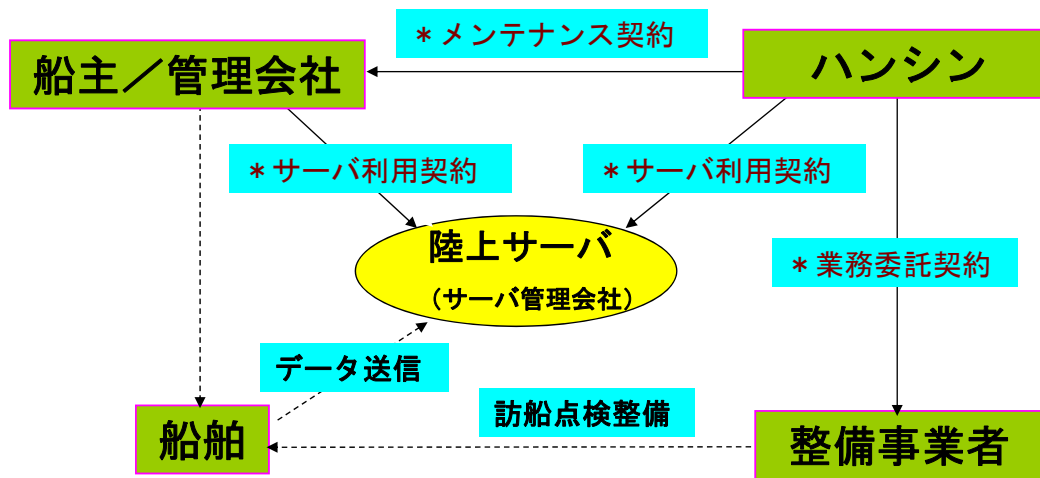 ＊メンテナンス契約
船主／管理会社
ハンシン
＊サーバ利用契約
＊サーバ利用契約
陸上サーバ
（サーバ管理会社）
＊業務委託契約
データ送信
訪船点検整備
船舶
整備事業者